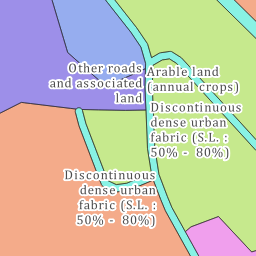 Other roads
and associated
land
Arable land
(annual crops)
Discontinuous
dense urban
fabric (S.L. :
50% -  80%)
Discontinuous
dense urban
fabric (S.L. :
50% -  80%)